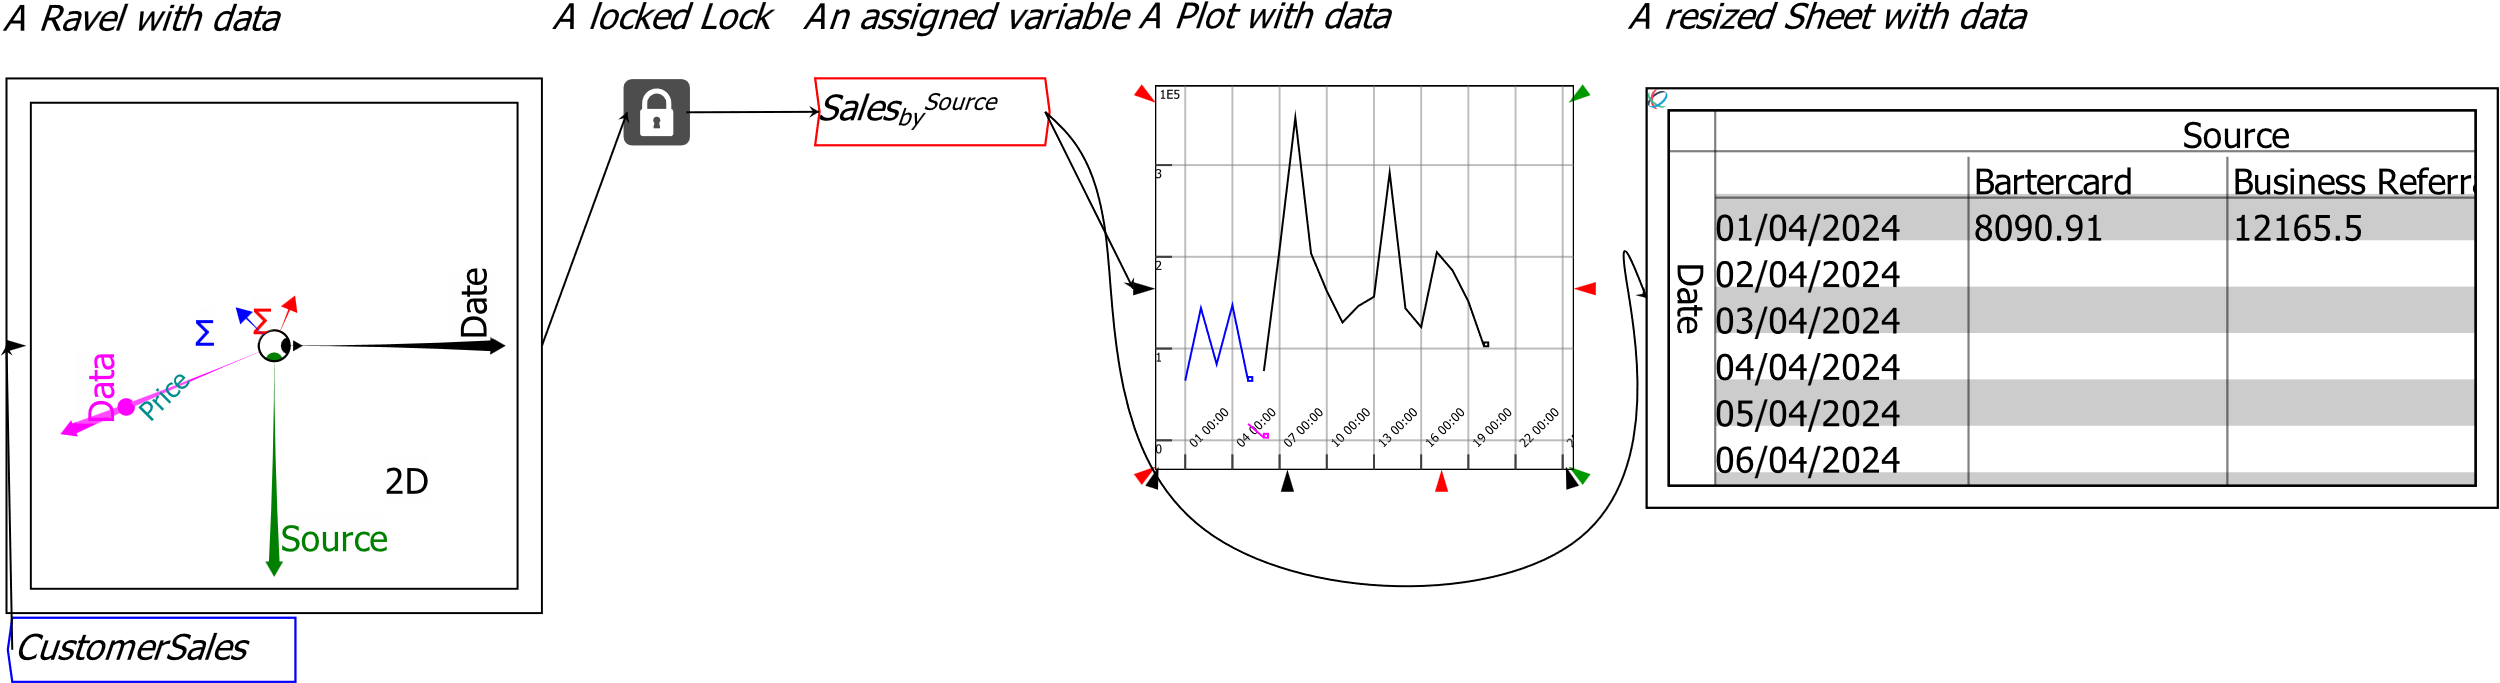 A Ravel with data
A locked Lock
An assigned variable
A Plot with data
A resized Sheet with data
Σ
Σ
Date
Data
Price
2D
Source
CustomerSales
Sales by Source
1E5
3
2
1
0
01 00:00
04 00:00
07 00:00
10 00:00
13 00:00
16 00:00
19 00:00
22 00:00
Source
Date
Bartercard Business Referra
01/04/2024 8090.91 12165.5
02/04/2024
03/04/2024
04/04/2024
05/04/2024
06/04/2024